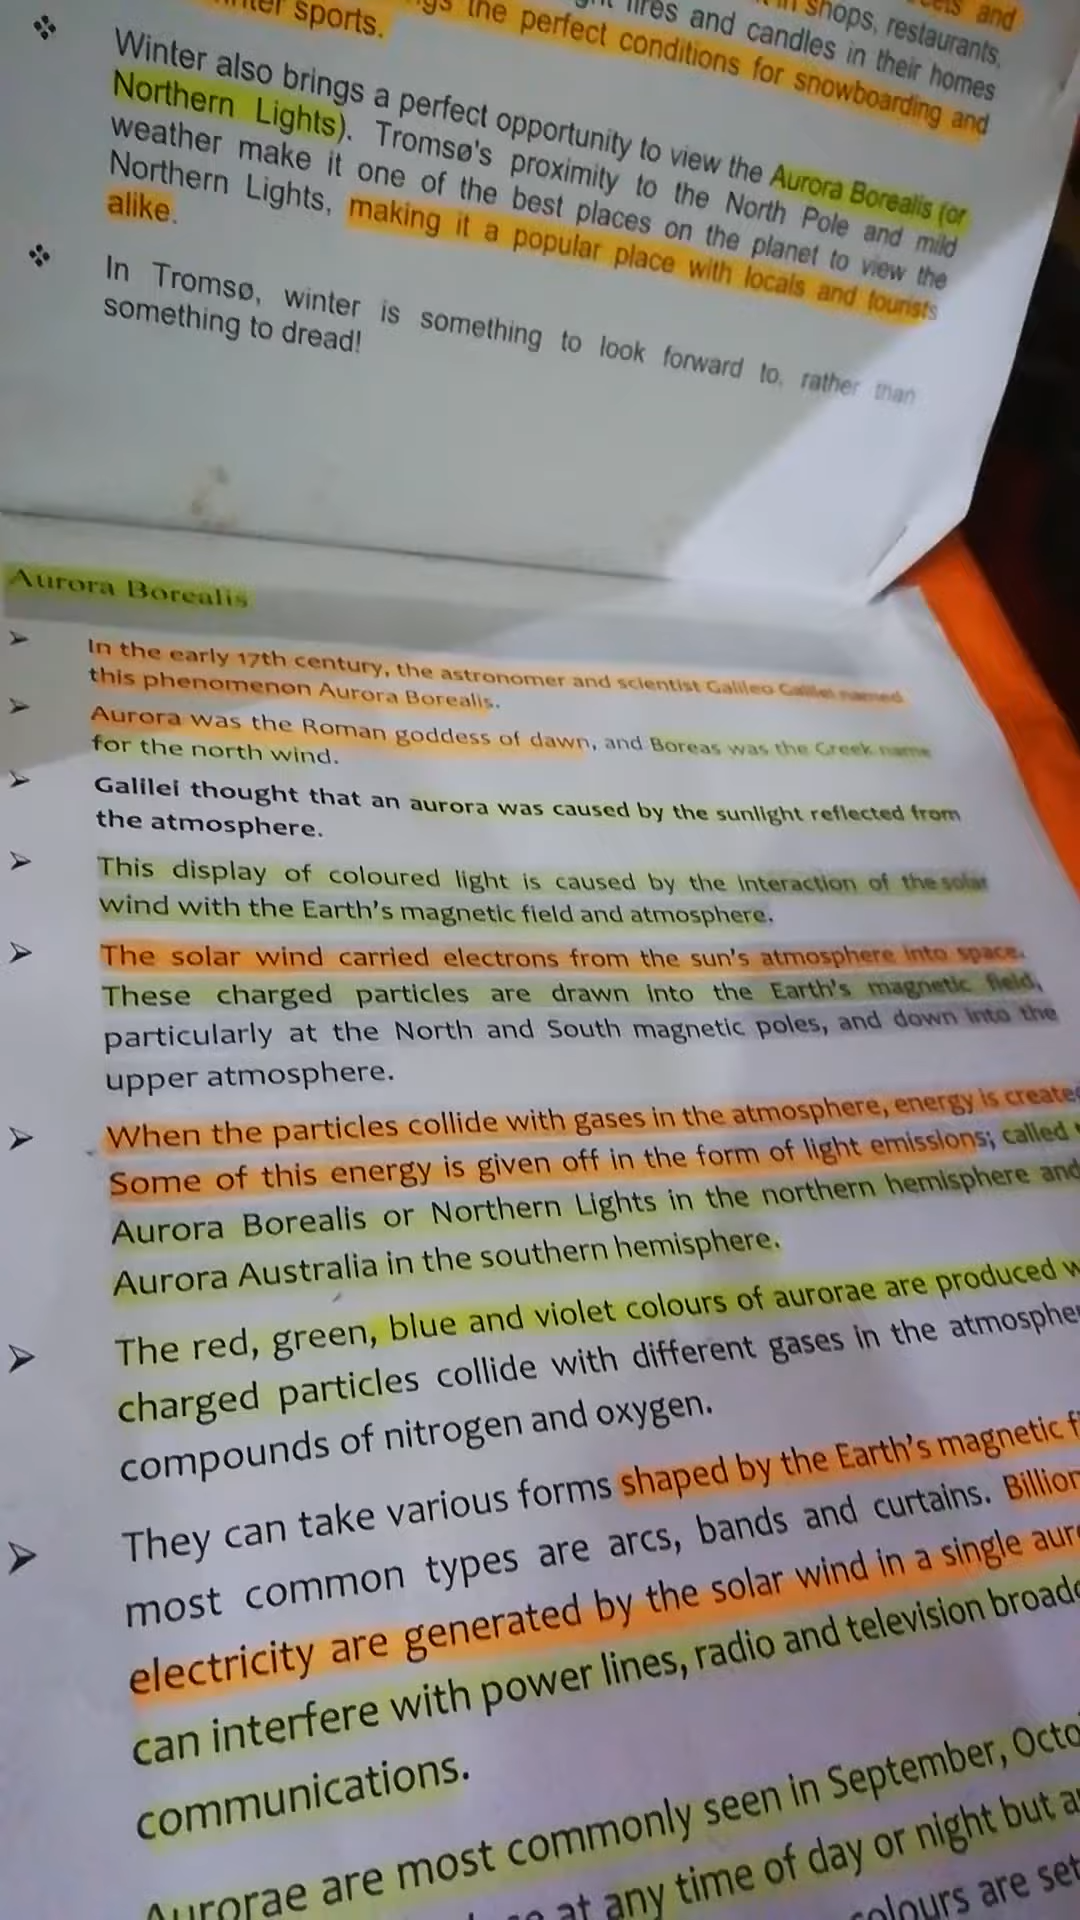 and
in shops, restaurants,
fires and candles in their homes
the perfect conditions for snowboarding and
sports.
Winter also brings a perfect opportunity to view the Aurora Borealis (or
Northern Lights). Tromsø's proximity to the North Pole and mild
weather make it one of the best places on the planet to view the
Northern Lights, making it a popular place with locals and tourists
alike.
In Tromsø, winter is something to look forward to, rather than
something to dread!
Aurora Borealis
In the early 17th century, the astronomer and scientist Galileo Galilei named
this phenomenon Aurora Borealis.
Aurora was the Roman goddess of dawn, and Boreas was the Greek name
for the north wind.
Galilei thought that an aurora was caused by the sunlight reflected from
the atmosphere.
This display of coloured light is caused by the interaction of the solar
wind with the Earth's magnetic field and atmosphere.
The solar wind carried electrons from the sun's atmosphere into space.
These charged particles are drawn into the Earth's magnetic field,
particularly at the North and South magnetic poles, and down into the
upper atmosphere.
When the particles collide with gases in the atmosphere, energy is create
Some of this energy is given off in the form of light emissions; called
Aurora Borealis or Northern Lights in the northern hemisphere and
Aurora Australia in the southern hemisphere.
The red, green, blue and violet colours of aurorae are produced
charged particles collide with different gases in the atmosphe
compounds of nitrogen and oxygen.
They can take various forms shaped by the Earth's magnetic f
most common types are arcs, bands and curtains. Billion
electricity are generated by the solar wind in a single aur
can interfere with power lines, radio and television broad
communications.
Aurorae are most commonly seen in September, Octo
at any time of day or night but a
colours are set